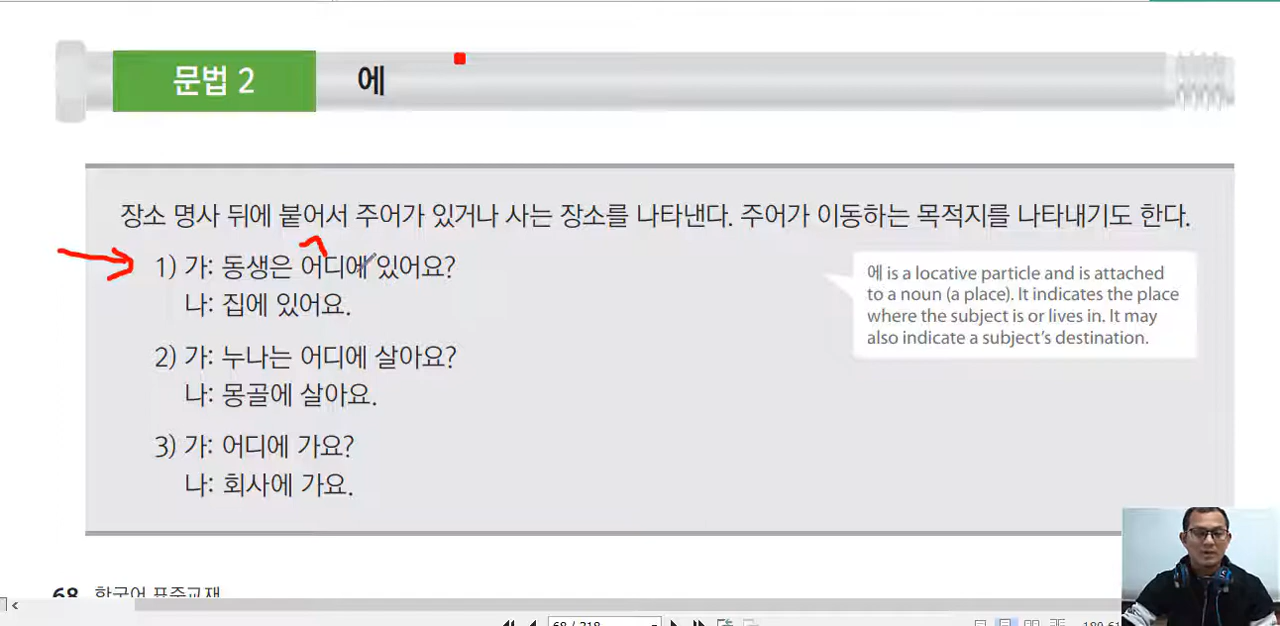 문법 2 에
장소 명사 뒤에 붙어서 주어가 있거나 사는 장소를 나타낸다. 주어가 이동하는 목적지를 나타내기도 한다.
1) 가: 동생은 어디에 있어요?
나: 집에 있어요.
2) 가: 누나는 어디에 살아요?
나: 몽골에 살아요.
3) 가: 어디에 가요?
나: 회사에 가요.
에 is a locative particle and is attached
to a noun (a place). It indicates the place
where the subject is or lives in. It may
also indicate a subject's destination.
68 한국어 표준교재
68 / 218